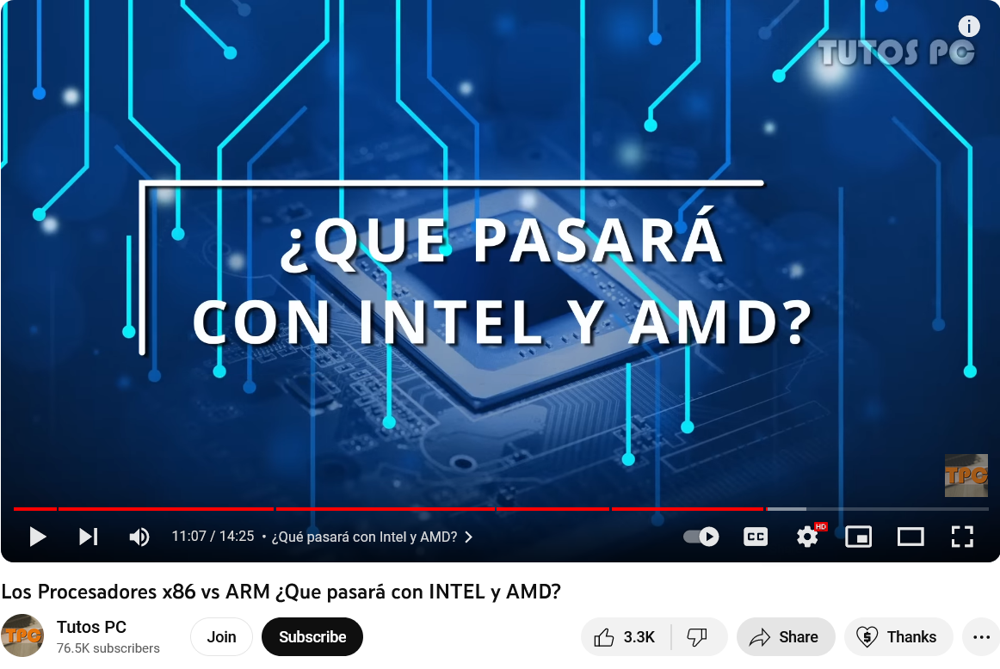 TUTOS PC
¿QUE PASARÁ
CON INTEL Y AMD?
TPC
11:07 / 14:25 • ¿Qué pasará con Intel y AMD?
CC
HD
Los Procesadores x86 vs ARM ¿Que pasará con INTEL y AMD?
TPC
Tutos PC
76.5K subscribers
Join
Subscribe
3.3K
Share
Thanks